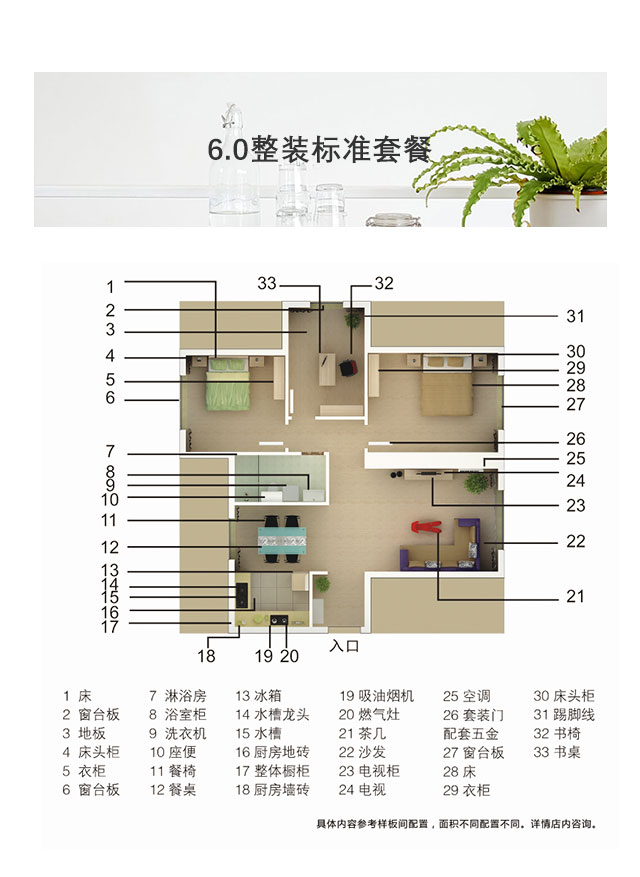 6.0整装标准套餐
1
2
3
4
5
6
7
8
9
10
11
12
13
14
15
16
17
18
19
20
33
32
31
30
29
28
27
26
25
24
23
22
21
入口
1 床
2 窗台板
3 地板
4 床头柜
5 衣柜
6 窗台板
7 淋浴房
8 浴室柜
9 洗衣机
10 座便
11 餐椅
12 餐桌
13 冰箱
14 水槽龙头
15 水槽
16 厨房地砖
17 整体橱柜
18 厨房墙砖
19 吸油烟机
20 燃气灶
21 茶几
22 沙发
23 电视柜
24 电视
25 空调
26 套装门
配套五金
27 窗台板
28 床
29 衣柜
30 床头柜
31 踢脚线
32 书椅
33 书桌
具体内容参考样板间配置，面积不同配置不同。详情店内咨询。